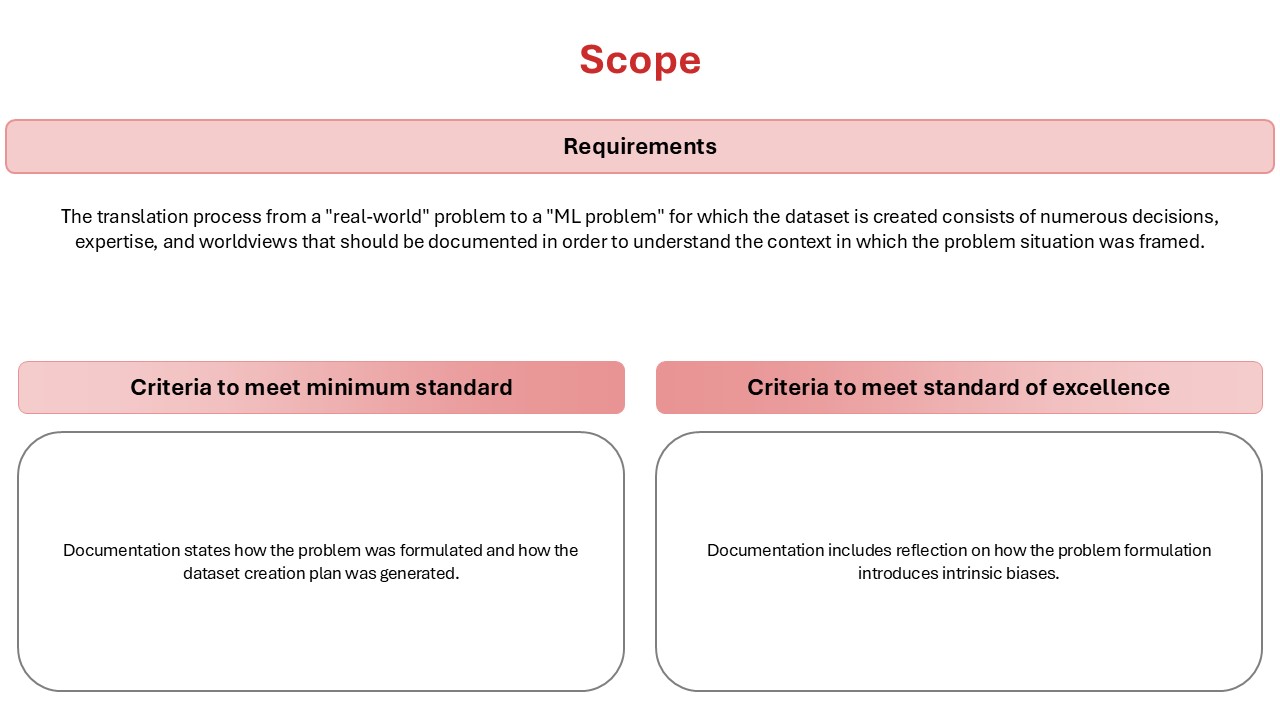 Scope
Requirements
The translation process from a "real-world" problem to a "ML problem" for which the dataset is created consists of numerous decisions,
expertise, and worldviews that should be documented in order to understand the context in which the problem situation was framed.
Criteria to meet minimum standard
Documentation states how the problem was formulated and how the
dataset creation plan was generated.
Criteria to meet standard of excellence
Documentation includes reflection on how the problem formulation
introduces intrinsic biases.